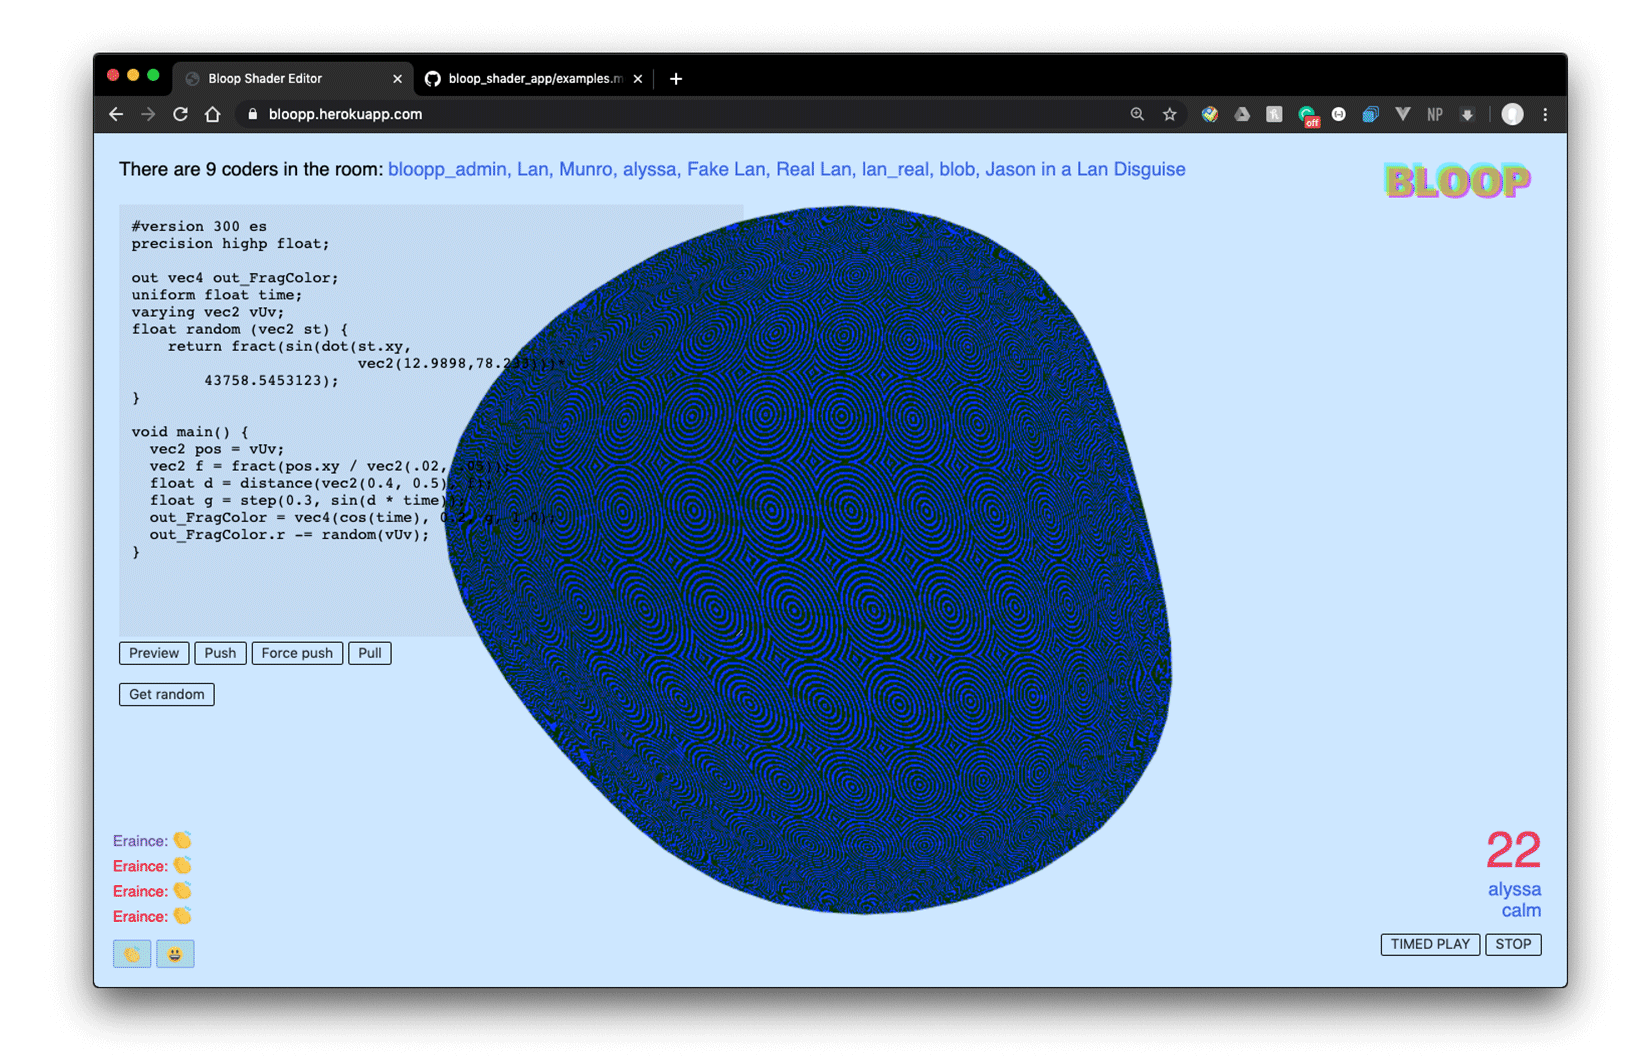 Bloop Shader Editor
bloop_shader_app/examples.m
bloopp.herokuapp.com
off
NP
There are 9 coders in the room: bloopp_admin, Lan, Munro, alyssa, Fake Lan, Real Lan, lan_real, blob, Jason in a Lan Disguise
BLOOP
#version 300 es
precision highp float;
out vec4 out_FragColor;
uniform float time;
varying vec2 vUv;
float random (vec2 st) {
return fract(sin(dot(st.xy,
vec2(12.9898,78.233)))*
43758.5453123);
}
void main() {
vec2 pos = vUv;
vec2 f = fract(pos.xy / vec2(.02, .05));
float d = distance(vec2(0.4, 0.5), f);
float g = step(0.3, sin(d * time));
out_FragColor = vec4(cos(time), 0.2, g, 1.0);
out_FragColor.r -= random(vUv);
}
Preview Push Force push Pull
Get random
Eraince: 👏
Eraince: 👏
Eraince: 👏
Eraince: 👏
👏 😀
22
alyssa
calm
TIMED PLAY STOP